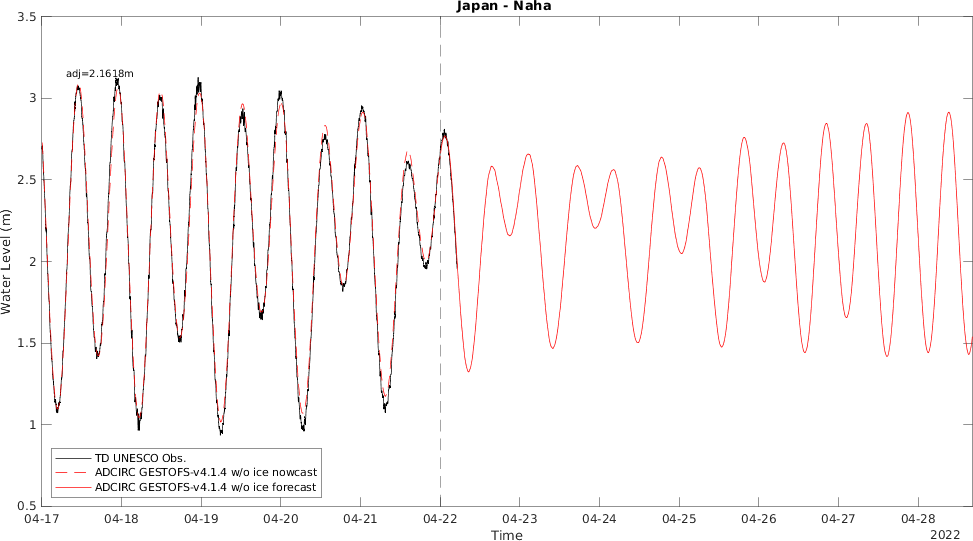 Japan - Naha
3.5
3
2.5
2
1.5
1
0.5
Water Level (m)
adj=2.1618m
TD UNESCO Obs.
ADCIRC GESTOFS-v4.1.4 w/o ice nowcast
ADCIRC GESTOFS-v4.1.4 w/o ice forecast
04-17 04-18 04-19 04-20 04-21 04-22 04-23 04-24 04-25 04-26 04-27 04-28
Time
2022